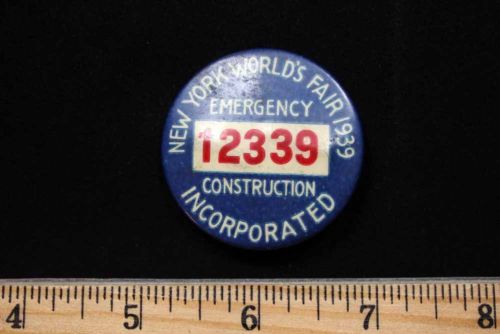 NEW YORK WORLD'S FAIR 1939
EMERGENCY
12339
CONSTRUCTION
INCORPORATED
4 5 6 7 8